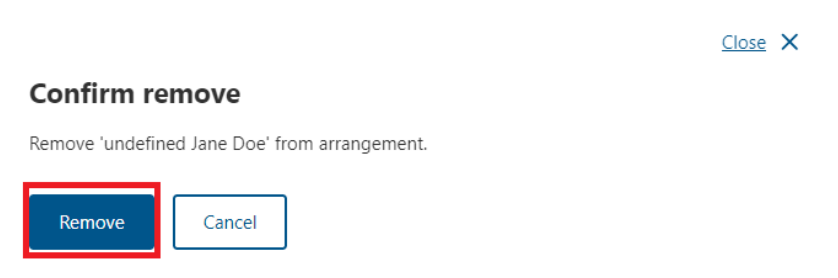 Close
Confirm remove
Remove 'undefined Jane Doe' from arrangement.
Remove Cancel